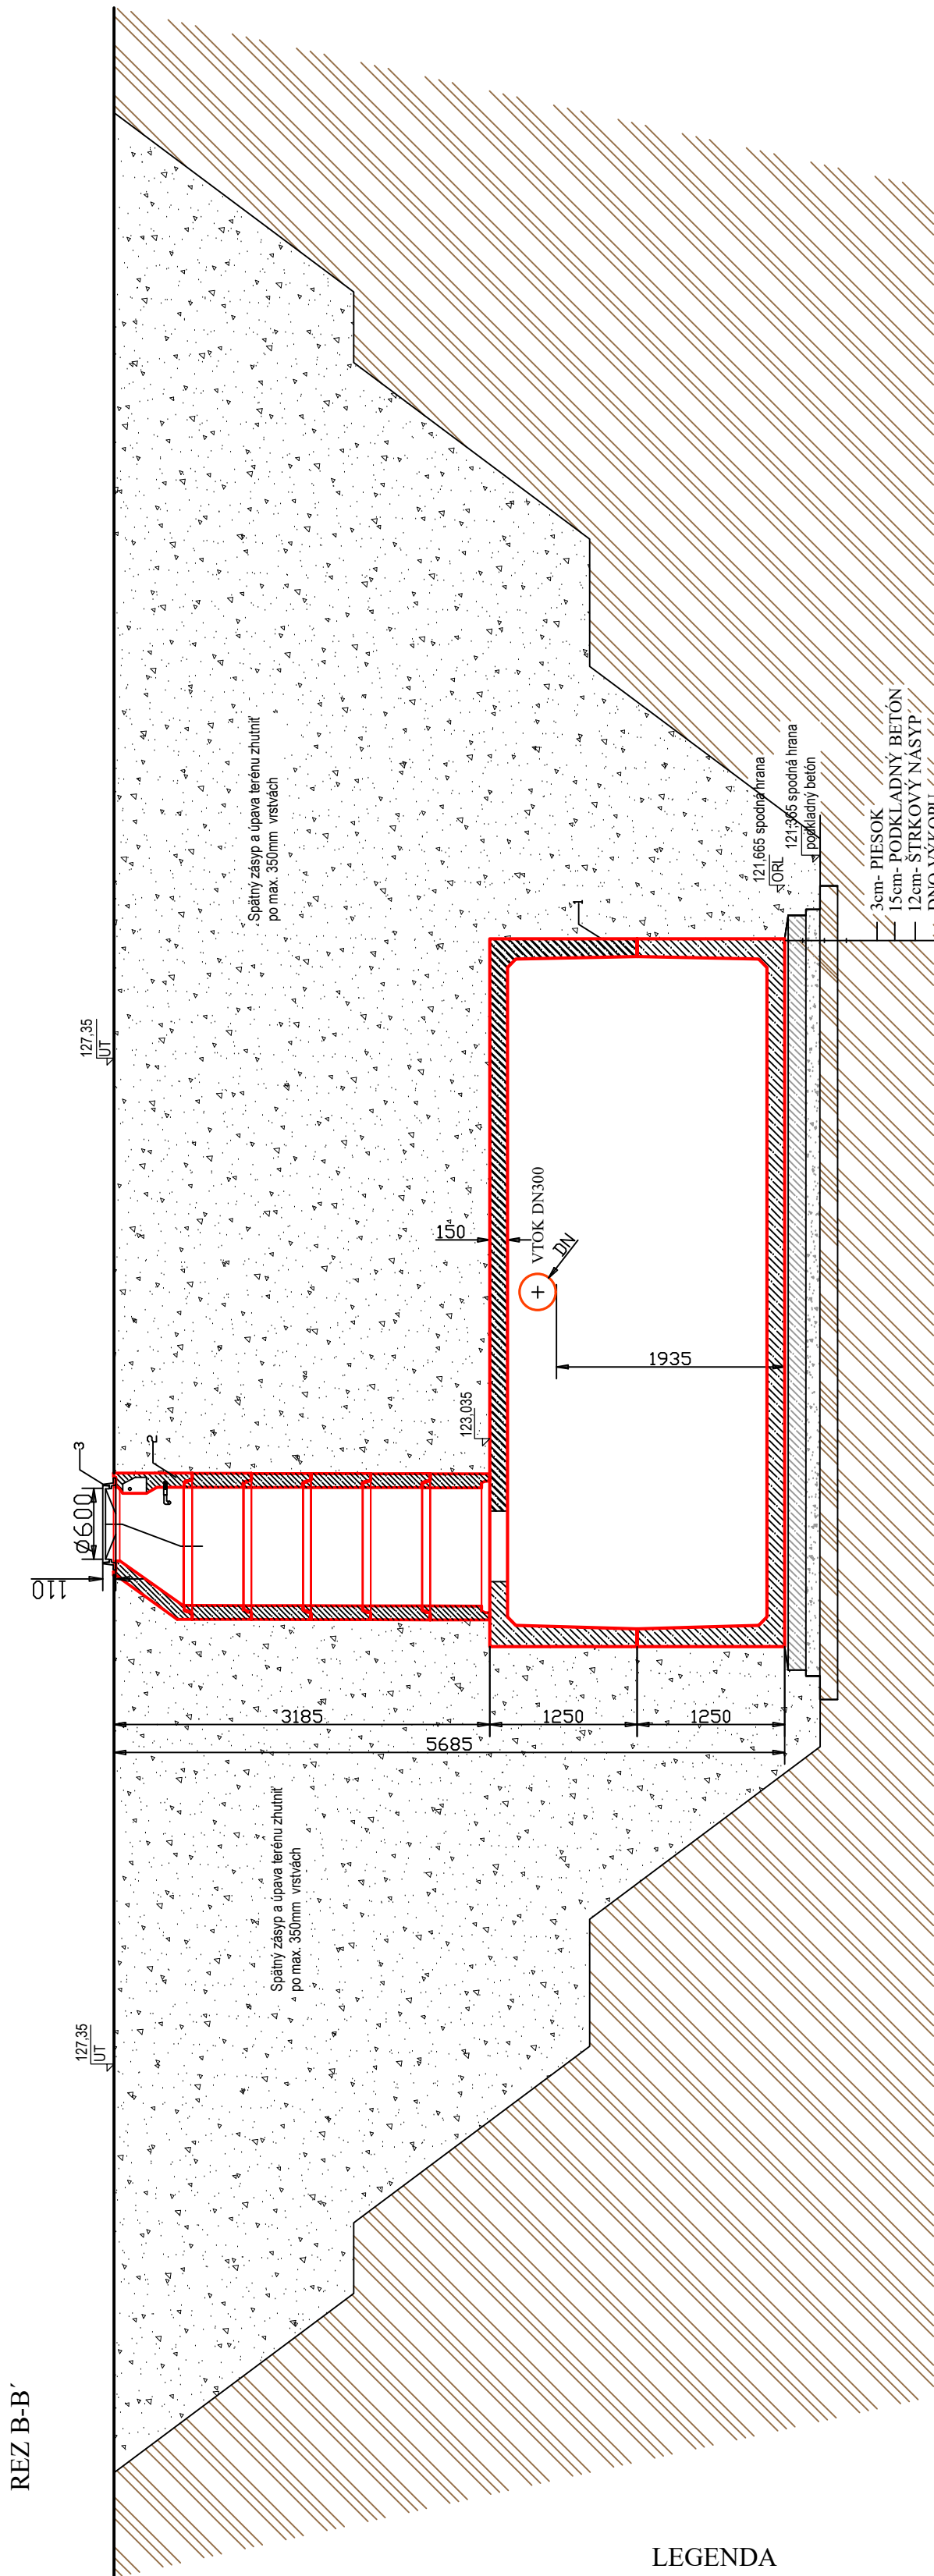 REZ B-B´
127,35
UT
127,35
UT
Ø600
110
3
2
Spätný zásyp a úpava terénu zhutniť
po max. 350mm vrstvách
Spätný zásyp a úpava terénu zhutniť
po max. 350mm vrstvách
123,035
150
VTOK DN300
DN
1
1935
3185
1250
1250
5685
121,665 spodná hrana
ORL
121,365 spodná hrana
podkladný betón
3cm- PIESOK
15cm- PODKLADNÝ BETÓN
12cm- ŠTRKOVÝ NÁSYP
DNO VÝKOPU
LEGENDA